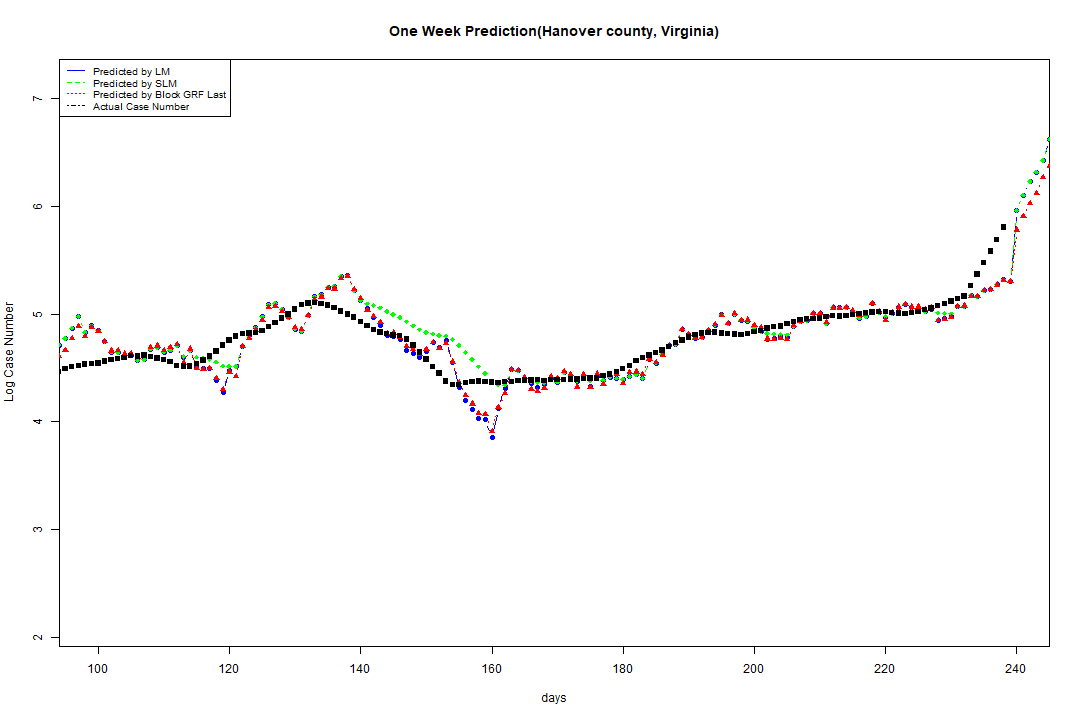 One Week Prediction(Hanover county, Virginia)
Predicted by LM
Predicted by SLM
Predicted by Block GRF Last
Actual Case Number
7
6
5
4
3
2
Log Case Number
100 120 140 160 180 200 220 240
days